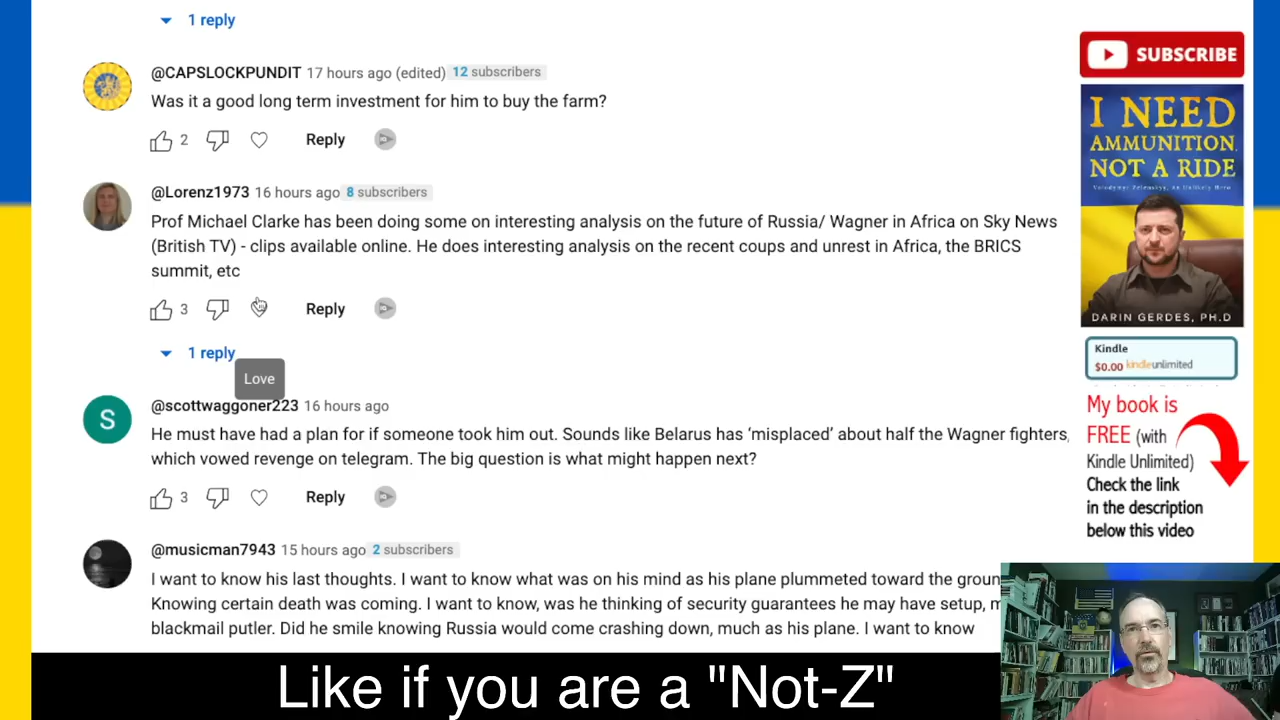 1 reply
@CAPSLOCKPUNDIT 17 hours ago (edited) 12 subscribers
Was it a good long term investment for him to buy the farm?
2 Reply
@Lorenz1973 16 hours ago 8 subscribers
Prof Michael Clarke has been doing some on interesting analysis on the future of Russia/ Wagner in Africa on Sky News
(British TV) - clips available online. He does interesting analysis on the recent coups and unrest in Africa, the BRICS
summit, etc
3 Reply
1 reply
Love
@scottwaggoner223 16 hours ago
S
He must have had a plan for if someone took him out. Sounds like Belarus has ‘misplaced’ about half the Wagner fighters,
which vowed revenge on telegram. The big question is what might happen next?
3 Reply
@musicman7943 15 hours ago 2 subscribers
I want to know his last thoughts. I want to know what was on his mind as his plane plummeted toward the
Knowing certain death was coming. I want to know, was he thinking of security guarantees he may have setup,
blackmail putler. Did he smile knowing Russia would come crashing down, much as his plane. I want to know
SUBSCRIBE
I NEED
AMMUNITION,
NOT A RIDE
Volodymyr Zelenskyy, An Unlikely Hero
DARIN GERDES, PH.D
Kindle
$0.00 kindleunlimited
My book is
FREE (with
Kindle Unlimited)
Check the link
in the description
below this video
Like if you are a "Not-Z"